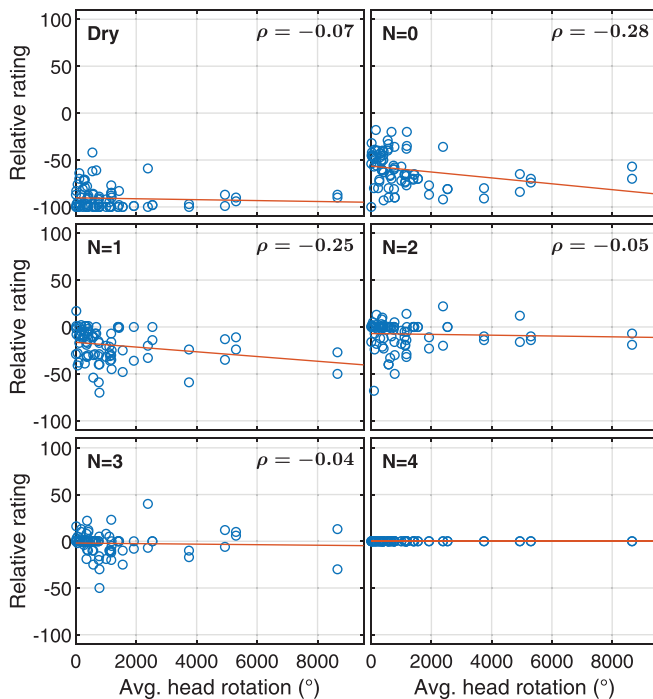 Dry
ρ = −0.07
N=0
ρ = −0.28
100
50
0
-50
-100
Relative rating
N=1
ρ = −0.25
N=2
ρ = −0.05
100
50
0
-50
-100
Relative rating
N=3
ρ = −0.04
N=4
100
50
0
-50
-100
Relative rating
0 2000 4000 6000 8000
0 2000 4000 6000 8000
Avg. head rotation (°)
Avg. head rotation (°)